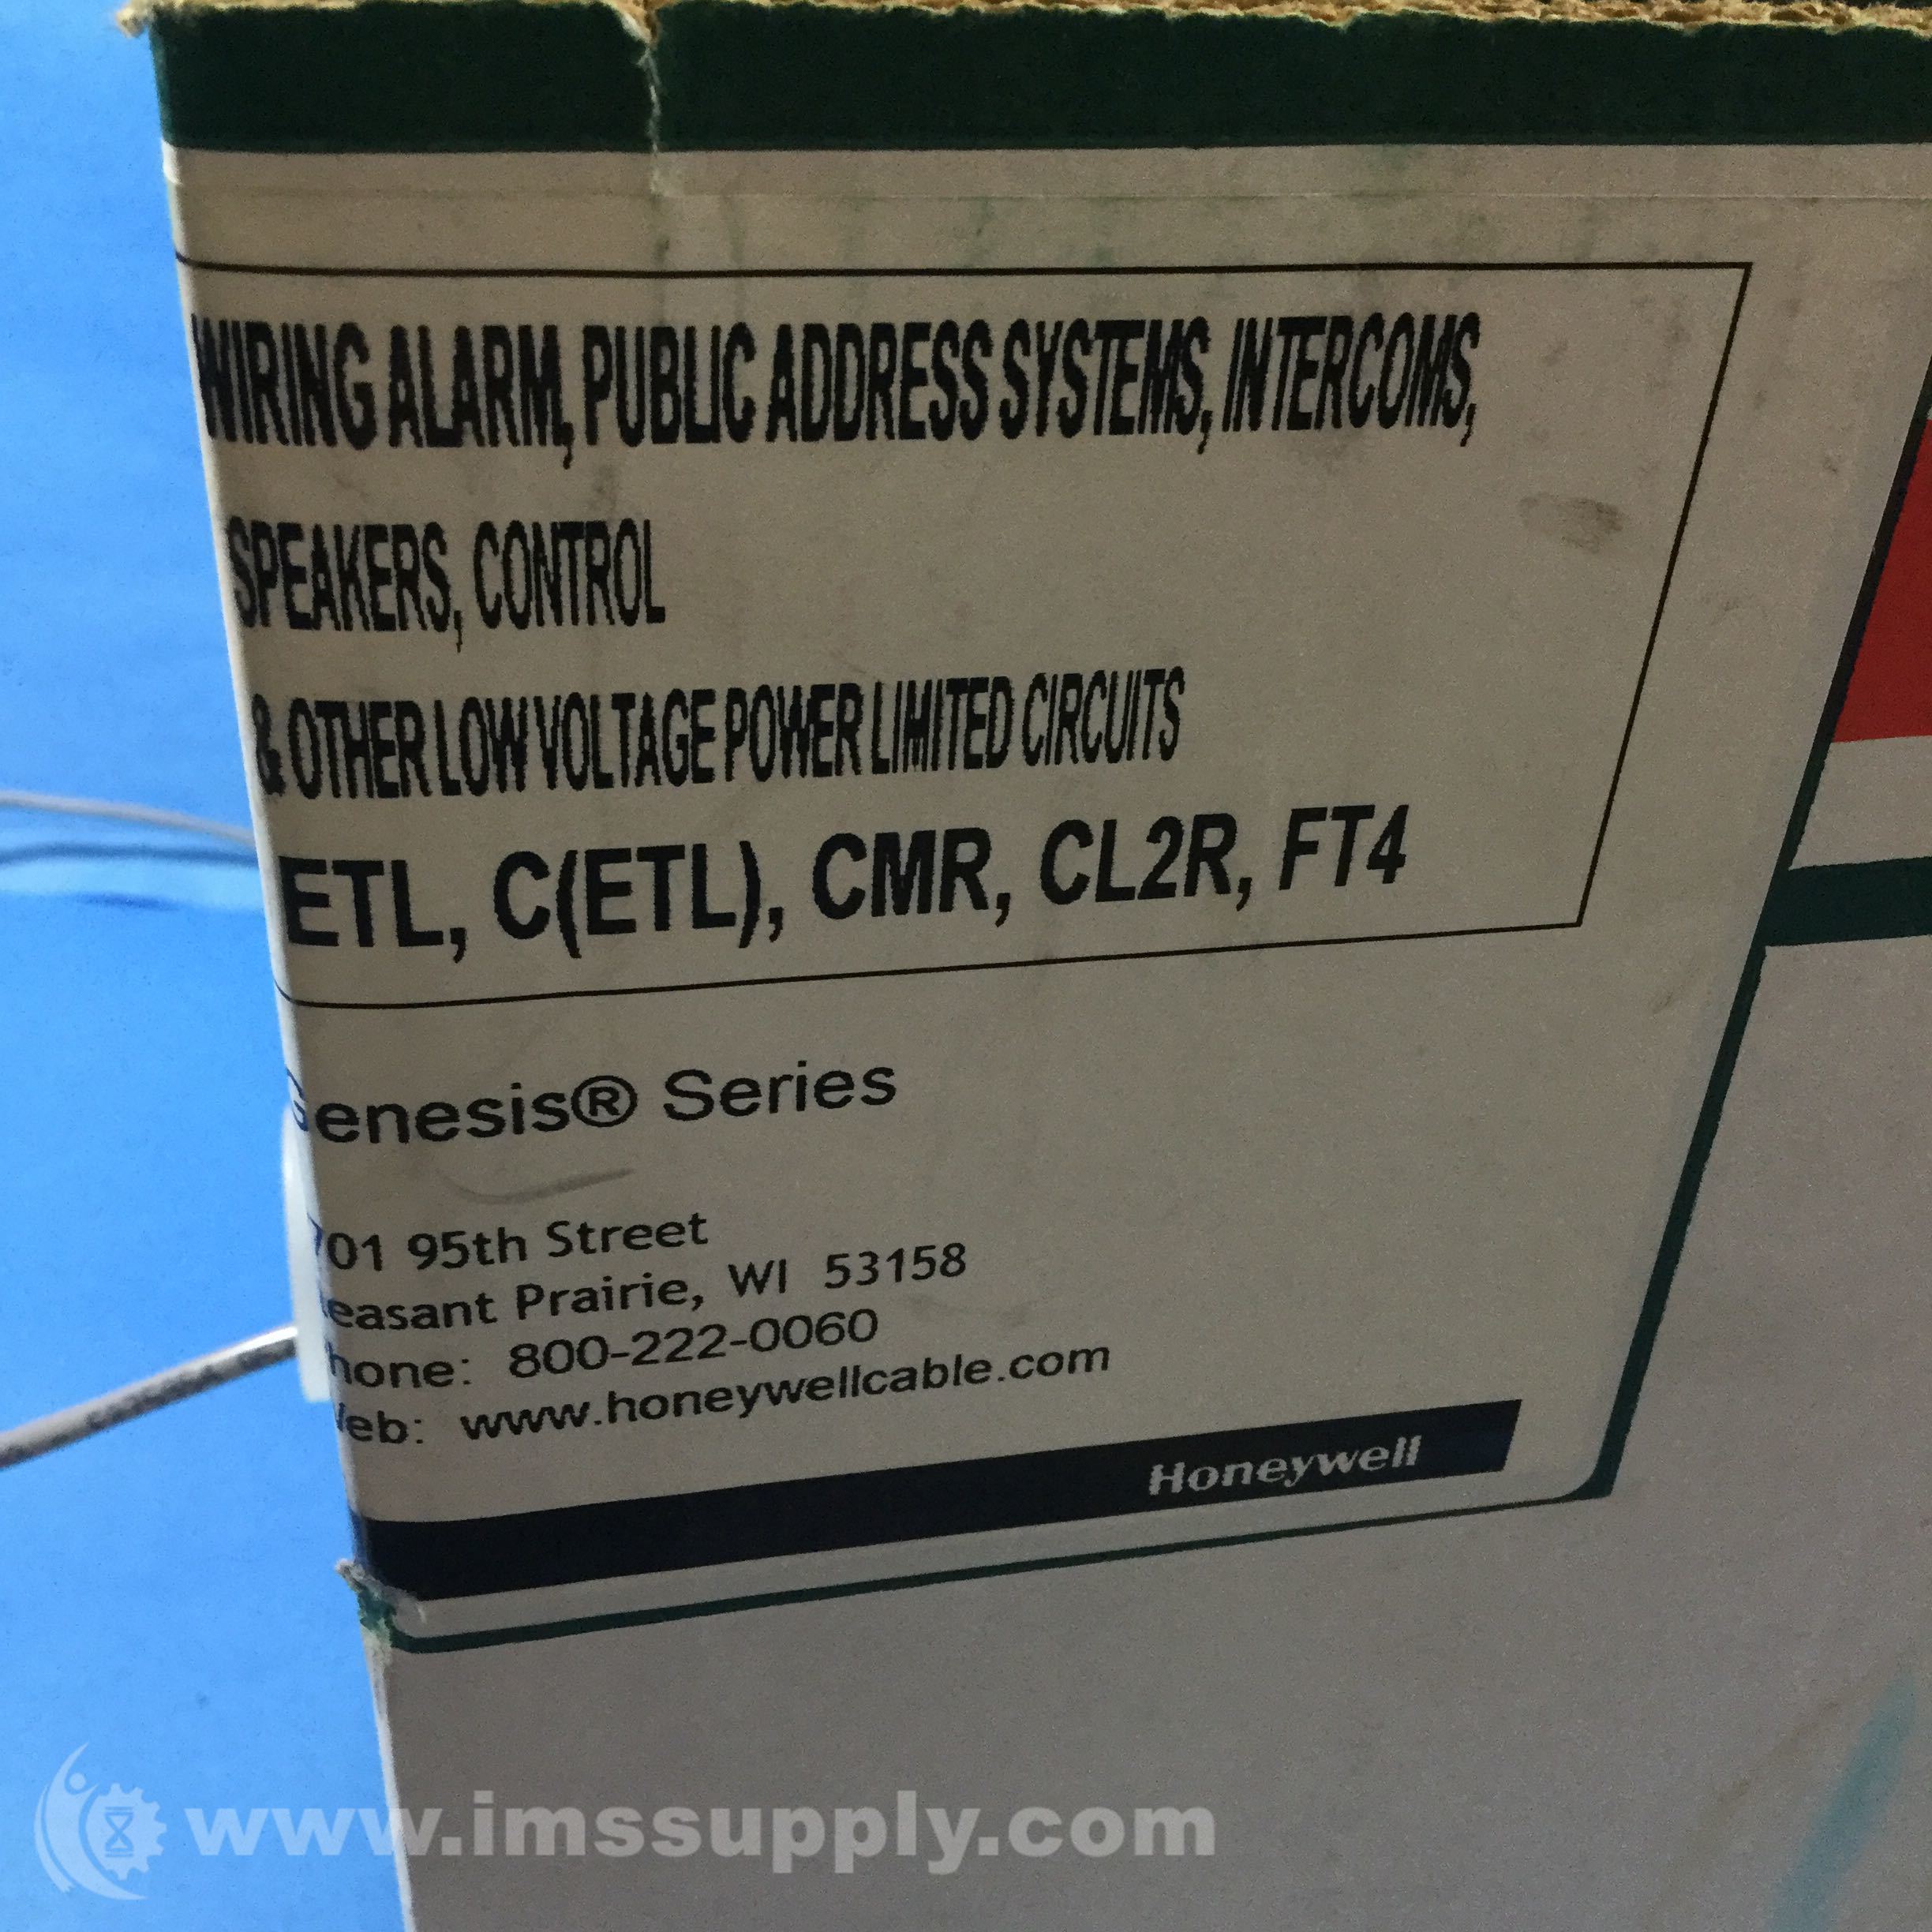 WIRING ALARM, PUBLIC ADDRESS SYSTEMS, INTERCOMS,
SPEAKERS, CONTROL
& OTHER LOW VOLTAGE POWER LIMITED CIRCUITS
ETL, C(ETL), CMR, CL2R, FT4
Genesis® Series
701 95th Street
leasant Prairie, WI 53158
hone: 800-222-0060
Web: www.honeywellcable.com
Honeywell
www.imssupply.com